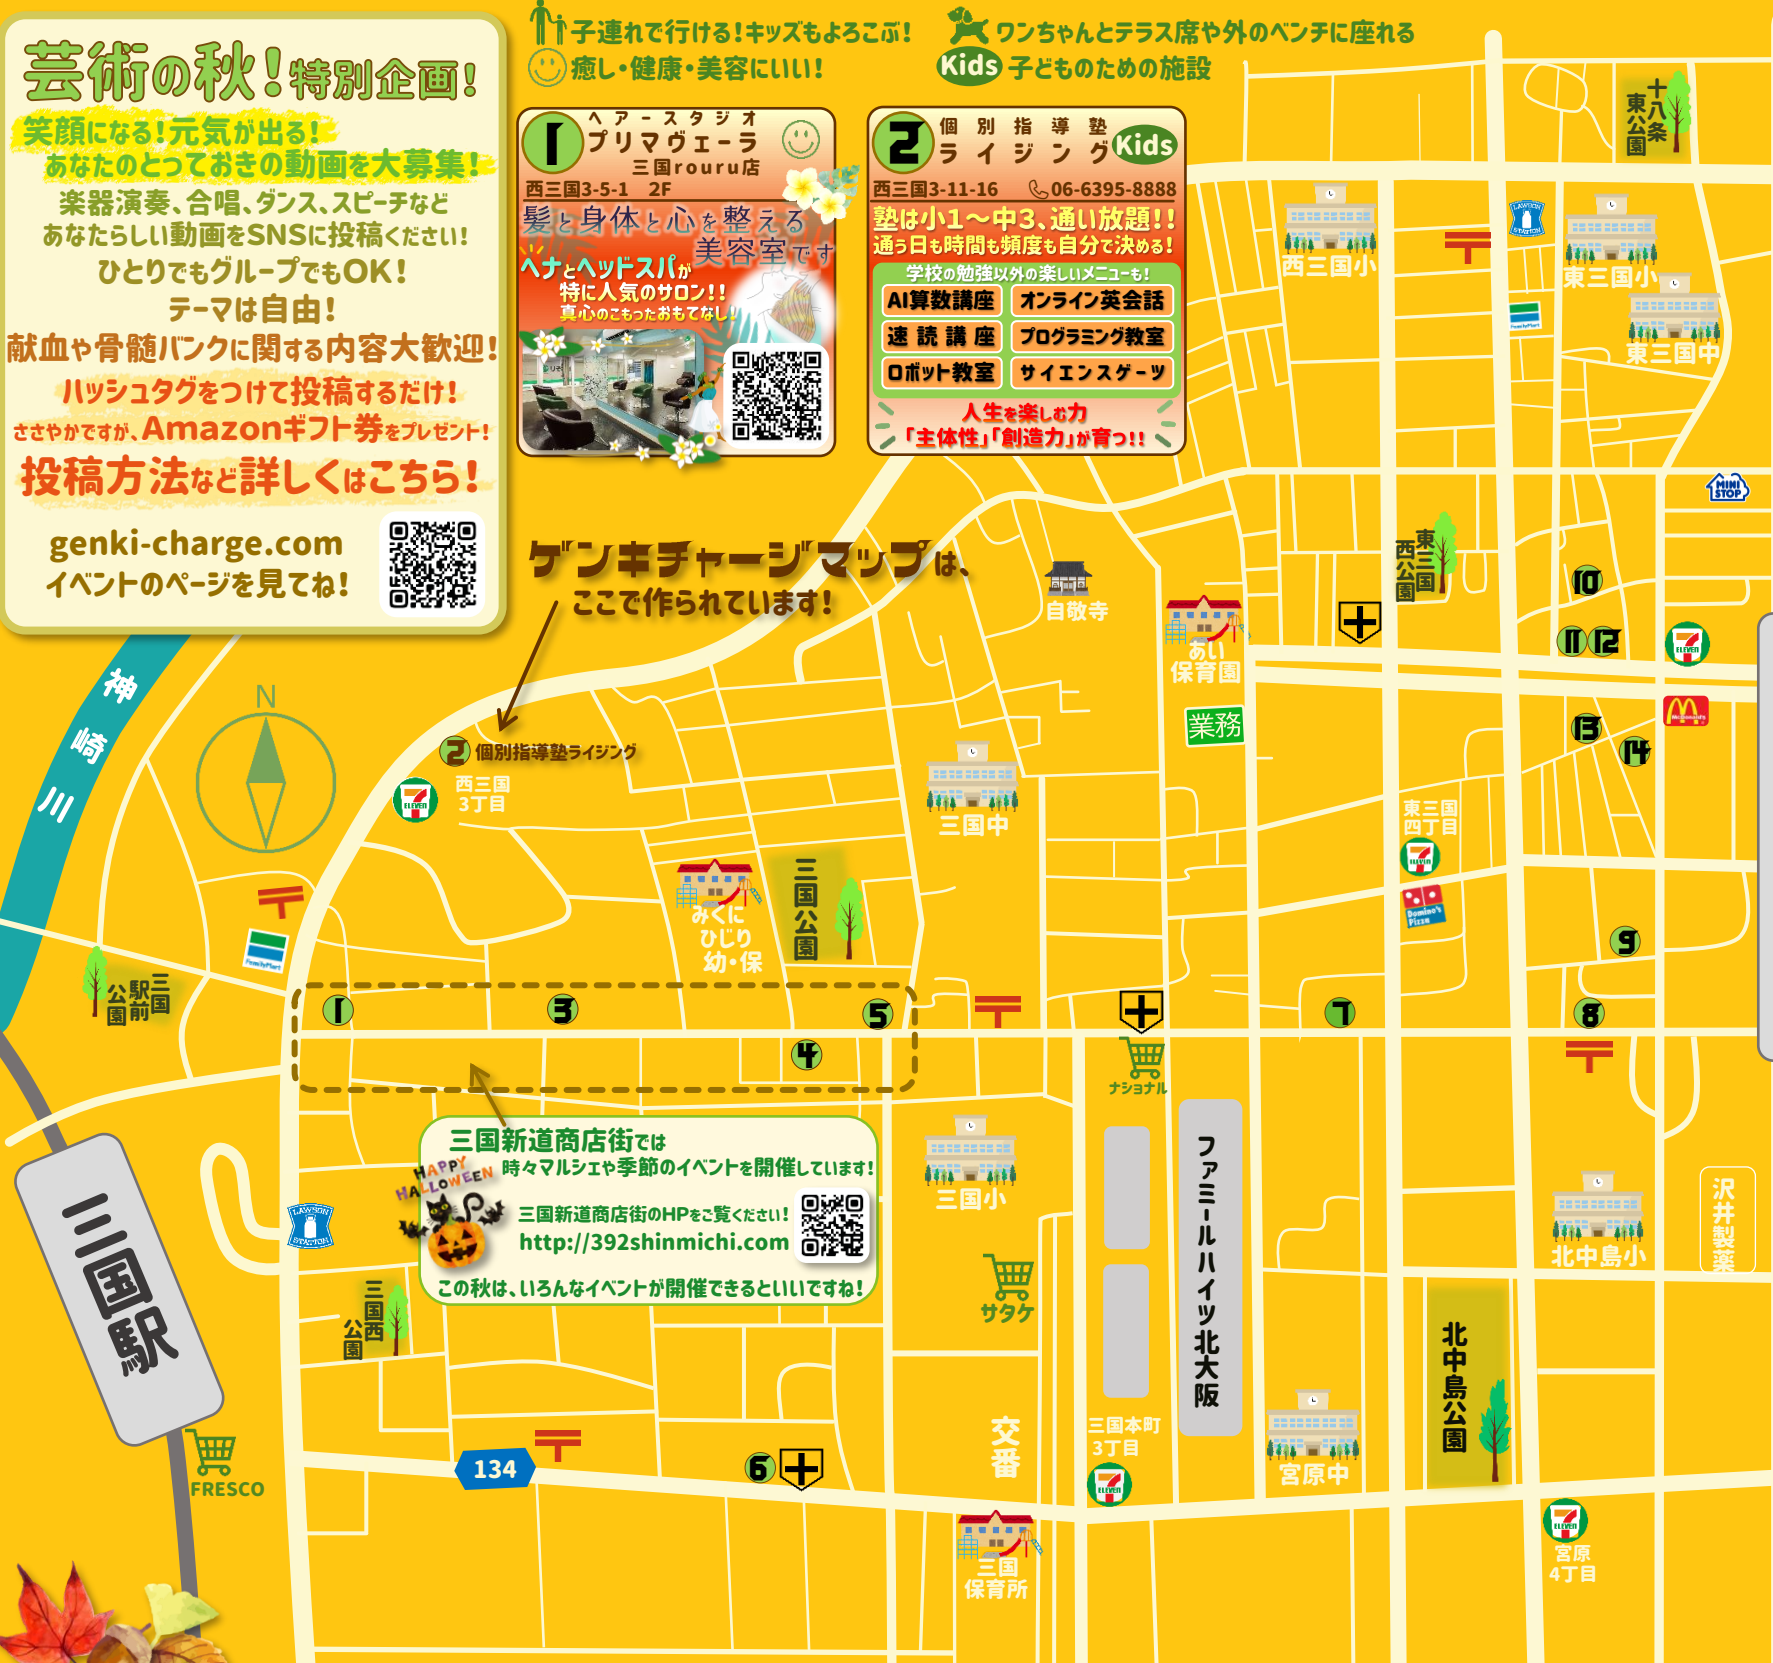 芸術の秋！特別企画！
笑顔になる！元気が出る！
あなたのとっておきの動画を大募集！
楽器演奏、合唱、ダンス、スピーチなど
あなたらしい動画をSNSに投稿ください！
ひとりでもグループでもOK！
テーマは自由！
献血や骨髄バンクに関する内容大歓迎！
ハッシュタグをつけて投稿するだけ！
ささやかですが、Amazonギフト券をプレゼント！
投稿方法など詳しくはこちら！
genki-charge.com
イベントのページを見てね！
子連れで行ける！キッズもよろこぶ！
癒し・健康・美容にいい！
ワンちゃんとテラス席や外のベンチに座れる
Kids 子どものための施設
1
ヘアースタジオ
プリマヴェーラ
三国rouru店
西三国3-5-1 2F
髪と身体と心を整える
美容室です
ヘナとヘッドスパが
特に人気のサロン！！
真心のこもったおもてなし！
2
個別指導塾
ライジング
Kids
西三国3-11-16 06-6395-8888
塾は小1〜中3、通い放題！！
通う日も時間も頻度も自分で決める！
学校の勉強以外の楽しいメニューも！
AI算数講座 オンライン英会話
速読講座 プログラミング教室
ロボット教室 サイエンスゲーツ
人生を楽しむ力
「主体性」「創造力」が育つ！！
ゲンキチャージマップは、
ここで作られています！
十八条
東公園
西三国小
LAWSON
STATION
東三国小
FamilyMart
東三国中
MINI
STOP
東三国
西公園
10
11
12
7
ELEVEN
McDonald's
13
14
自敬寺
あい
保育園
業務
神崎川
N
2
個別指導塾ライジング
西三国
3丁目
7
ELEVEN
三国中
東三国
四丁目
7
ELEVEN
Domino's
Pizza
みくに
ひじり
幼・保
三国公園
FamilyMart
三国
駅前
公園
1
3
4
5
7
8
9
ナショナル
三国新道商店街では
時々マルシェや季節のイベントを開催しています！
HAPPY
HALLOWEEN
三国新道商店街のHPをご覧ください！
http://392shinmichi.com
この秋は、いろんなイベントが開催できるといいですね！
三国小
ファミールハイツ北大阪
北中島小
沢井製薬
三国駅
LAWSON
STATION
三国西
公園
サタケ
北中島公園
交番
三国本町
3丁目
7
ELEVEN
宮原中
FRESCO
134
6
三国
保育所
7
ELEVEN
宮原
4丁目